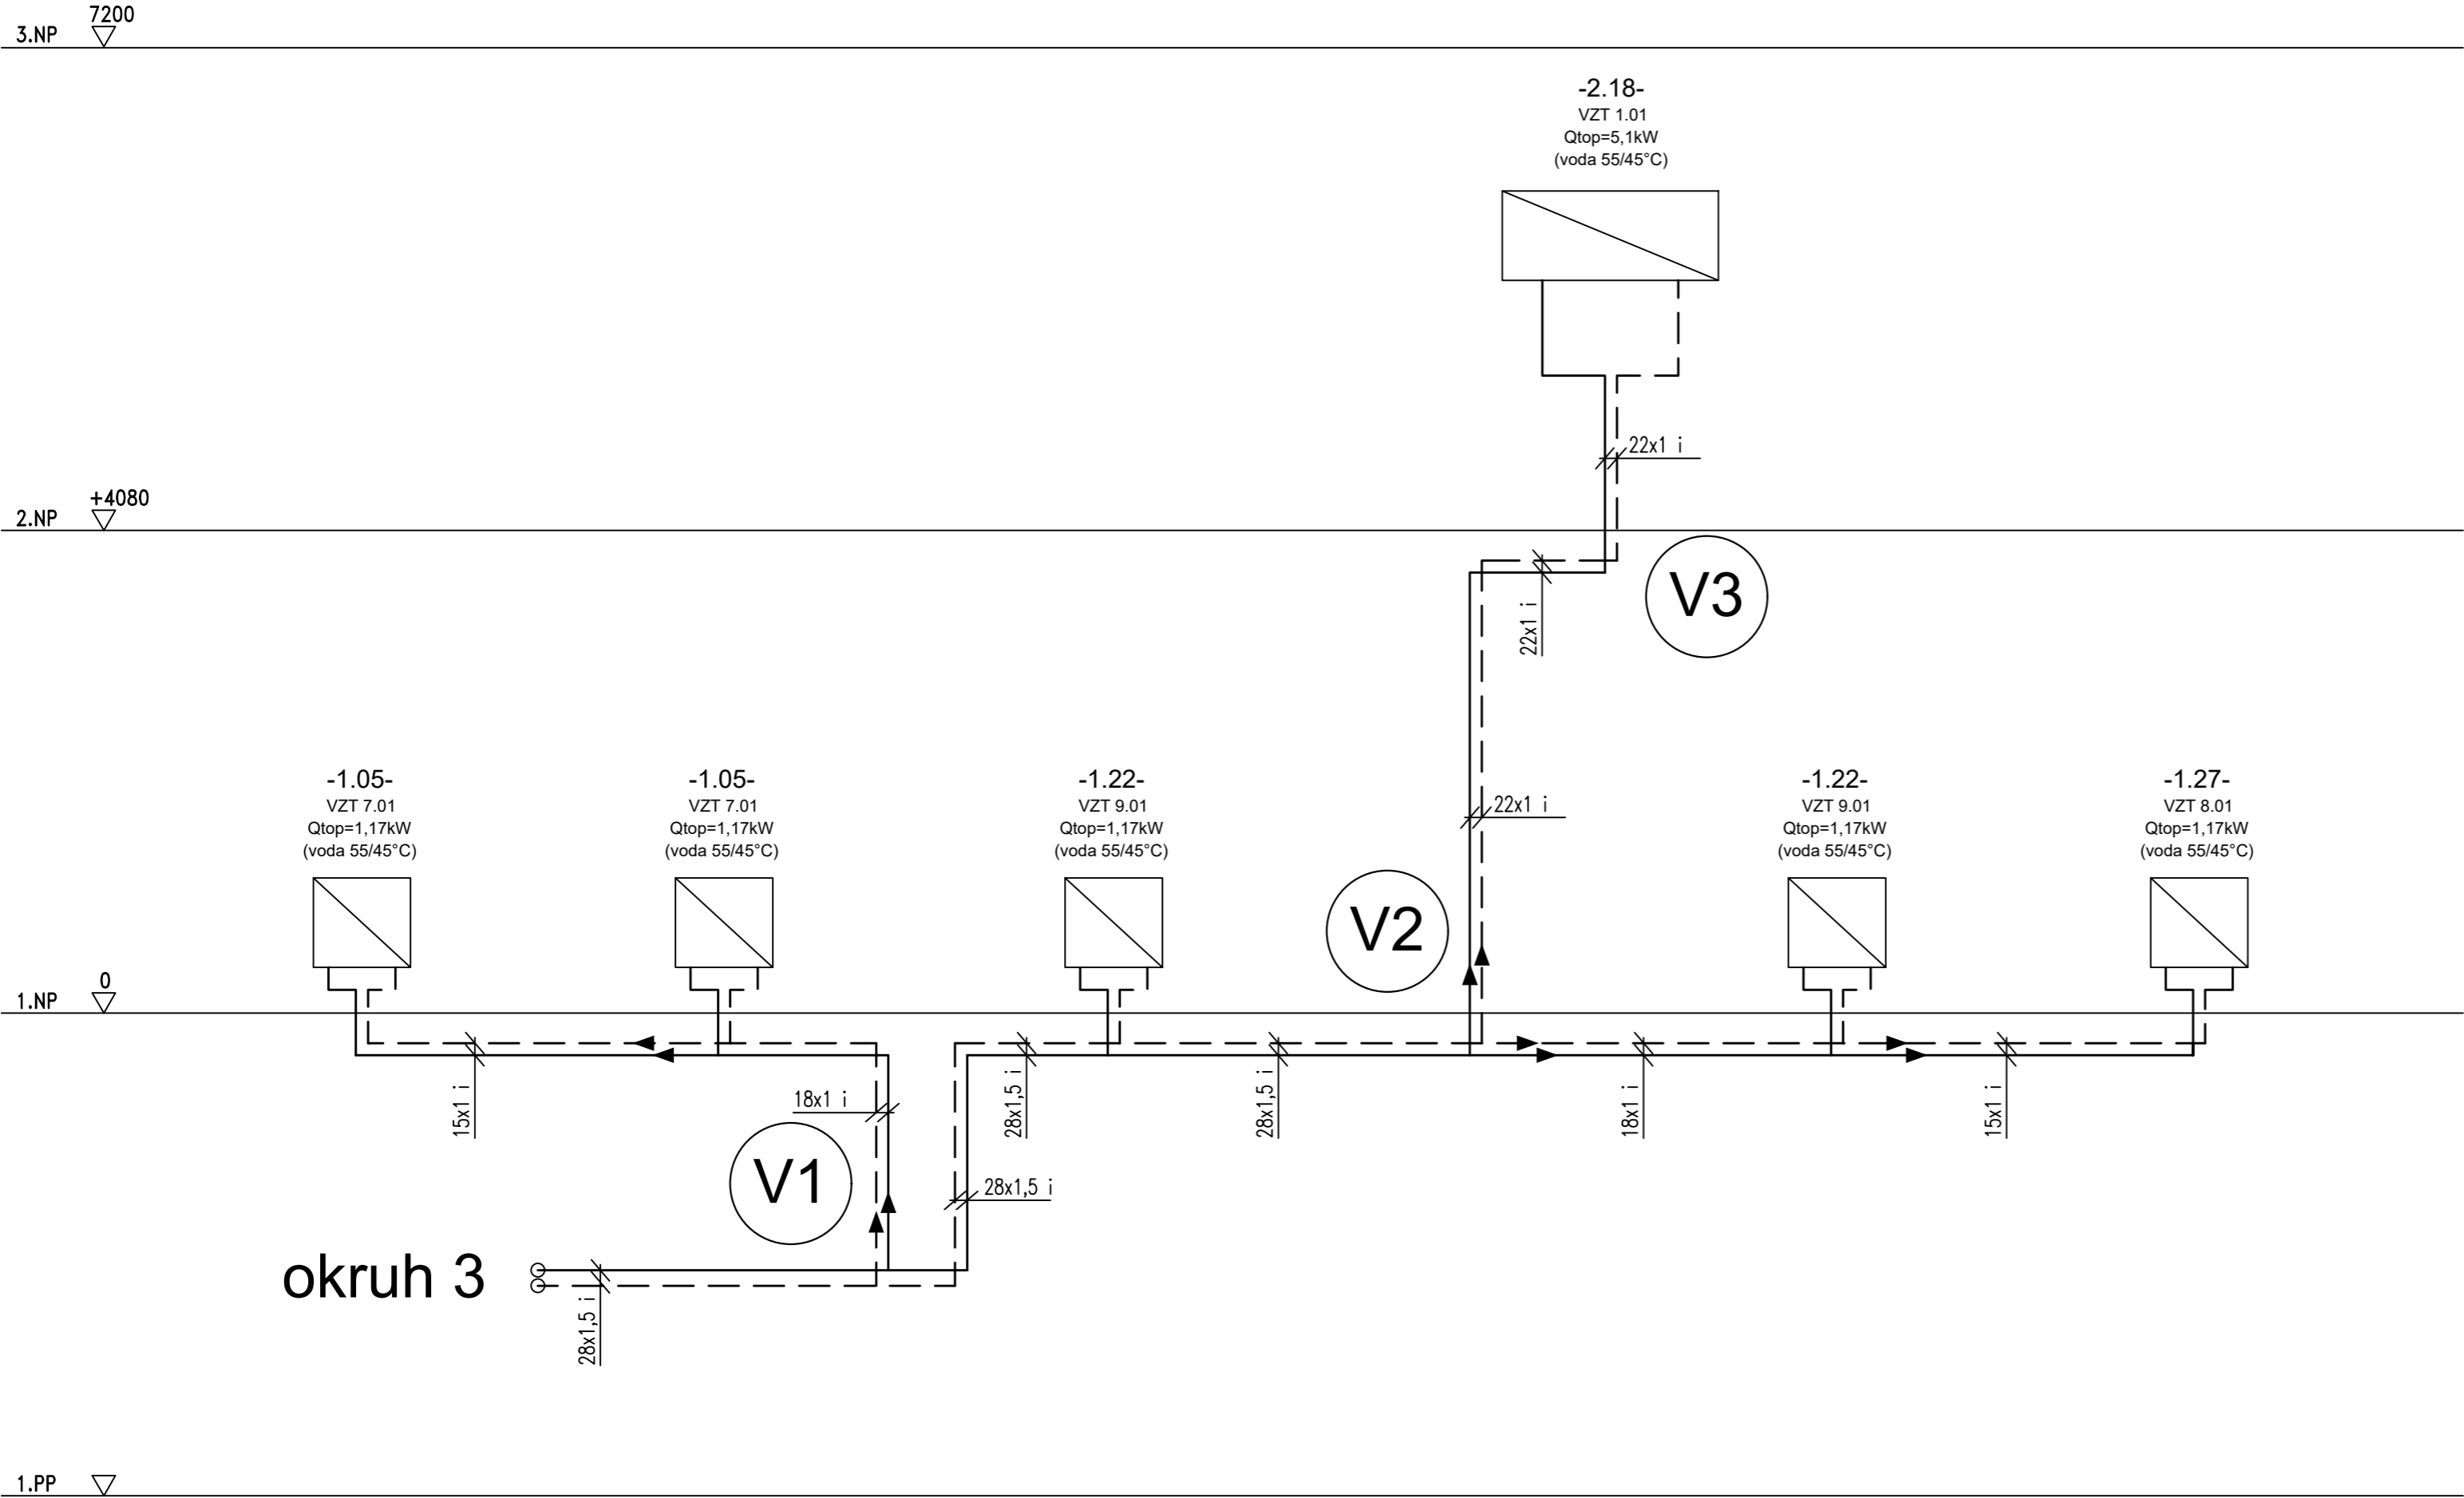 7200
3.NP
-2.18-
VZT 1.01
Qtop=5,1kW
(voda 55/45°C)
22x1 i
+4080
2.NP
V3
22x1 i
-1.05-
VZT 7.01
Qtop=1,17kW
(voda 55/45°C)
-1.05-
VZT 7.01
Qtop=1,17kW
(voda 55/45°C)
-1.22-
VZT 9.01
Qtop=1,17kW
(voda 55/45°C)
22x1 i
-1.22-
VZT 9.01
Qtop=1,17kW
(voda 55/45°C)
-1.27-
VZT 8.01
Qtop=1,17kW
(voda 55/45°C)
V2
0
1.NP
15x1 i
18x1 i
28x1,5 i
28x1,5 i
18x1 i
15x1 i
V1
28x1,5 i
okruh 3
28x1,5 i
1.PP